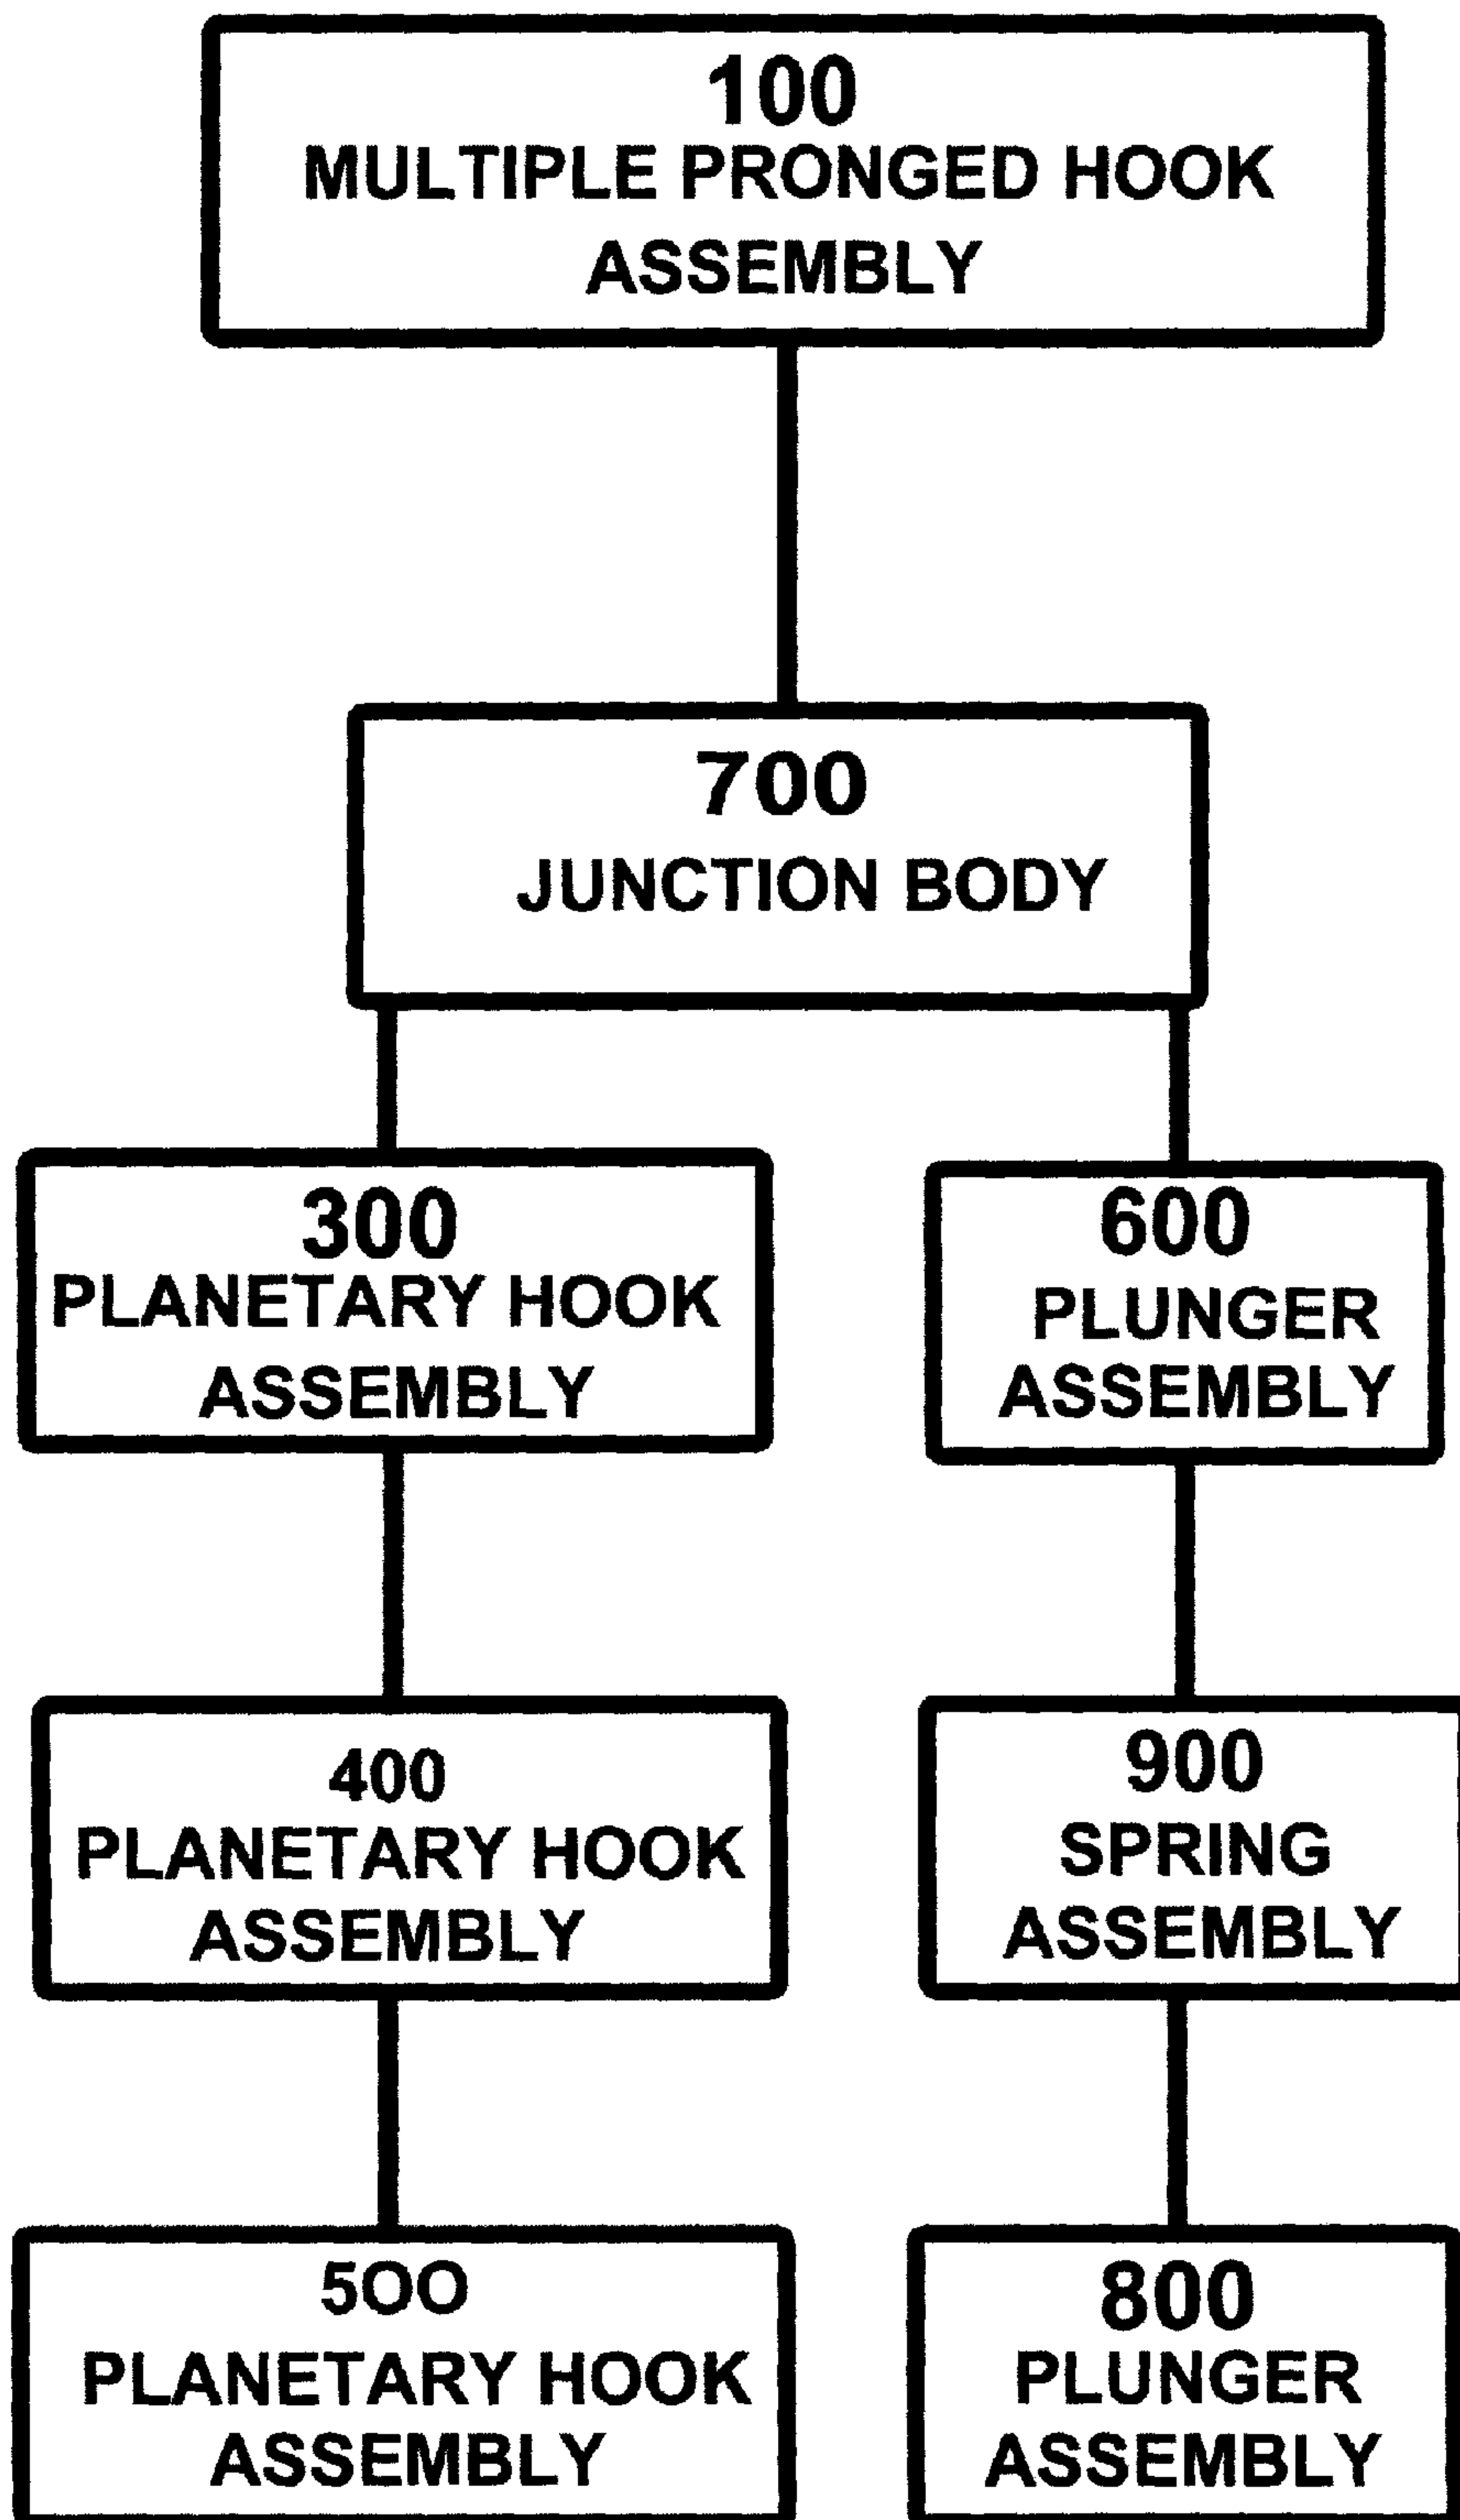 100
MULTIPLE PRONGED HOOK
ASSEMBLY
700
JUNCTION BODY
300
PLANETARY HOOK
ASSEMBLY
600
PLUNGER
ASSEMBLY
400
PLANETARY HOOK
ASSEMBLY
900
SPRING
ASSEMBLY
500
PLANETARY HOOK
ASSEMBLY
800
PLUNGER
ASSEMBLY